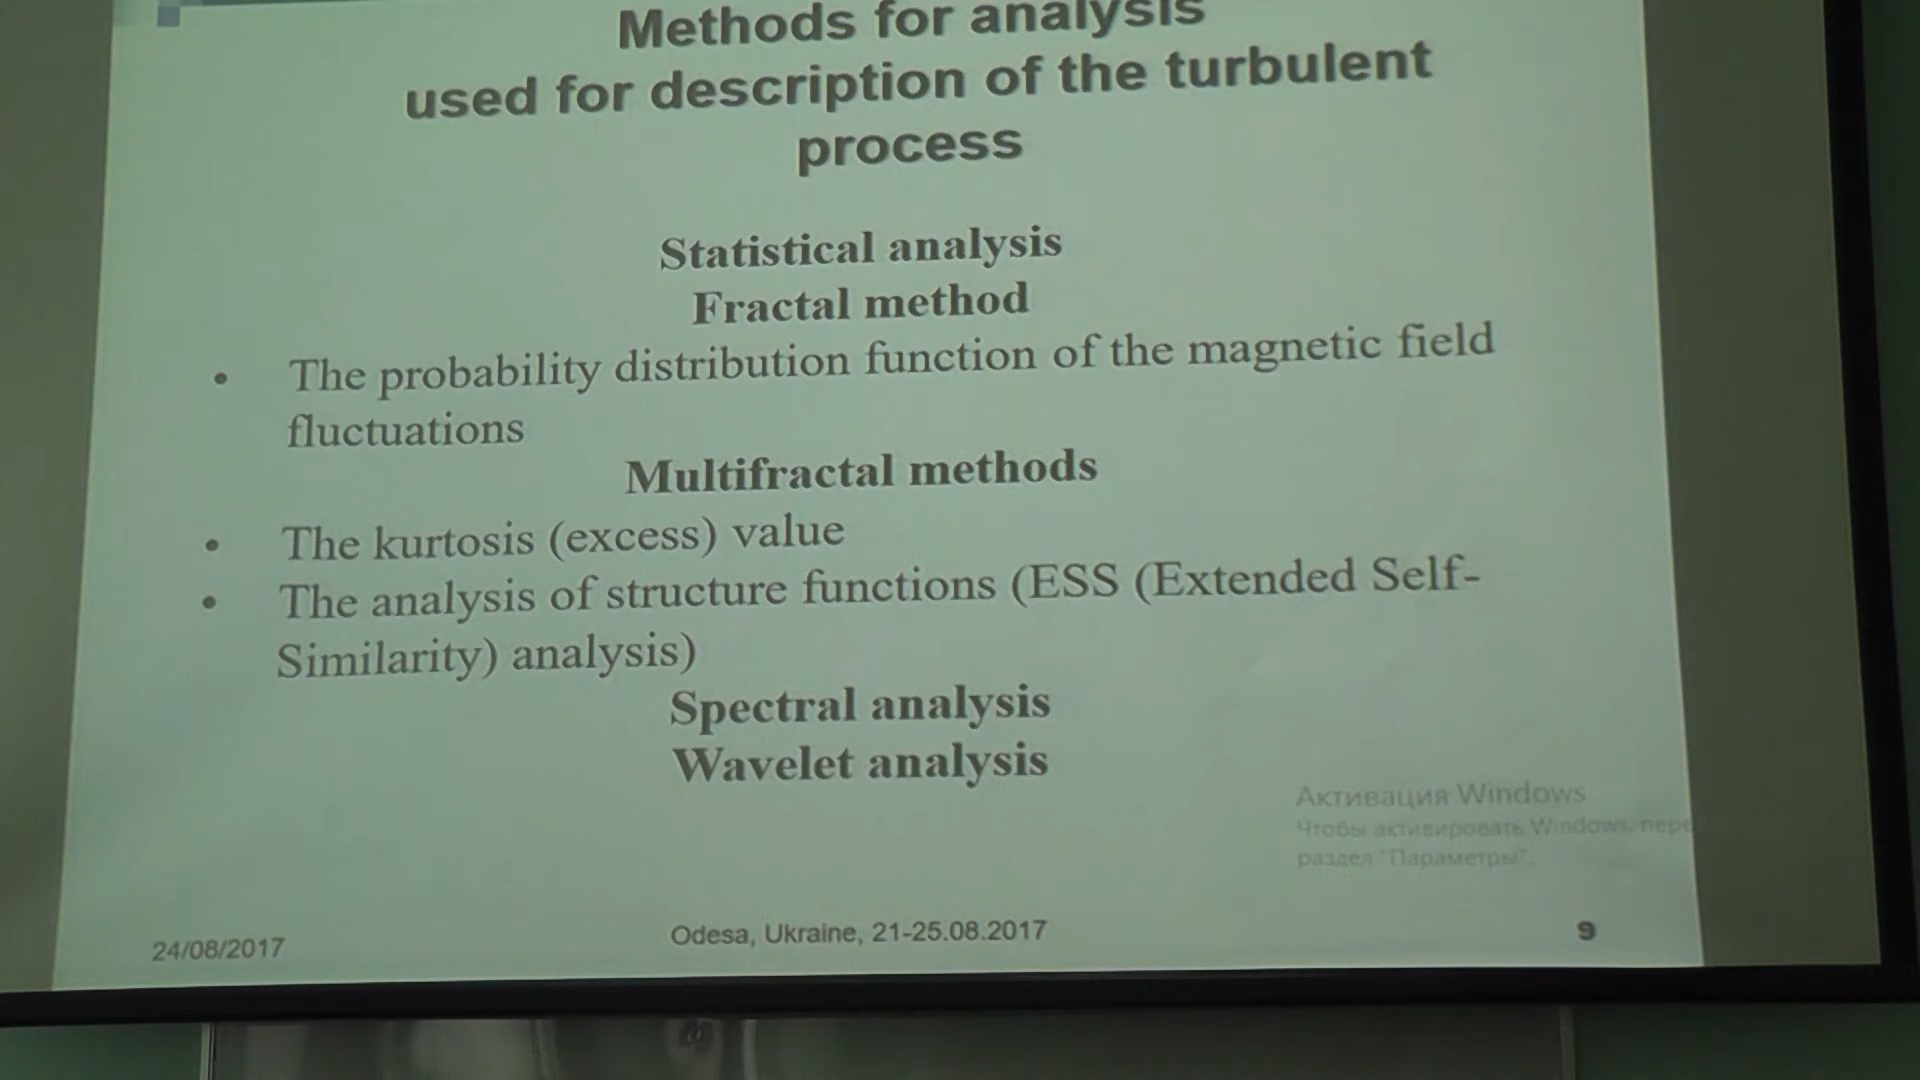 Methods for analysis
used for description of the turbulent
process
Statistical analysis
Fractal method
• The probability distribution function of the magnetic field
fluctuations
Multifractal methods
• The kurtosis (excess) value
• The analysis of structure functions (ESS (Extended Self-
Similarity) analysis)
Spectral analysis
Wavelet analysis
Активация Windows
Чтобы активировать Windows,
раздел "Параметры".
24/08/2017
Odesa, Ukraine, 21-25.08.2017
9